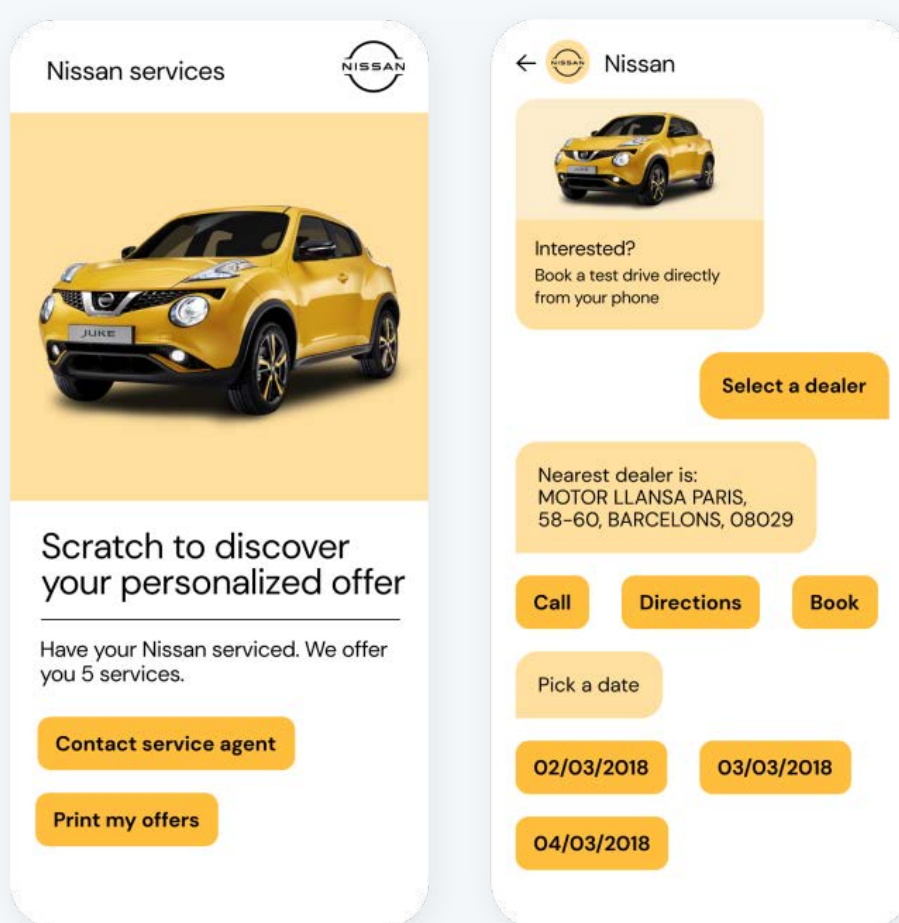 Nissan services
NISSAN
JUKE
Scratch to discover
your personalized offer
Have your Nissan serviced. We offer
you 5 services.
Contact service agent
Print my offers
NISSAN
Nissan
JUKE
Interested?
Book a test drive directly
from your phone
Select a dealer
Nearest dealer is:
MOTOR LLANSA PARIS,
58-60, BARCELONS, 08029
Call
Directions
Book
Pick a date
02/03/2018
03/03/2018
04/03/2018